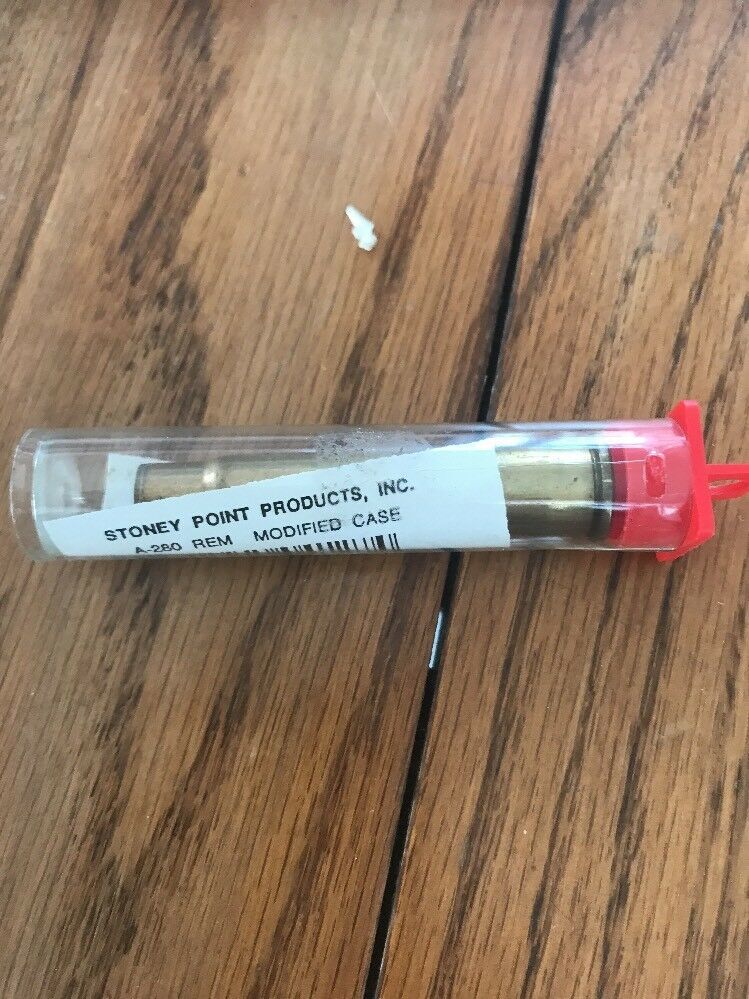 STONEY POINT PRODUCTS, INC.
A-280 REM MODIFIED CASE